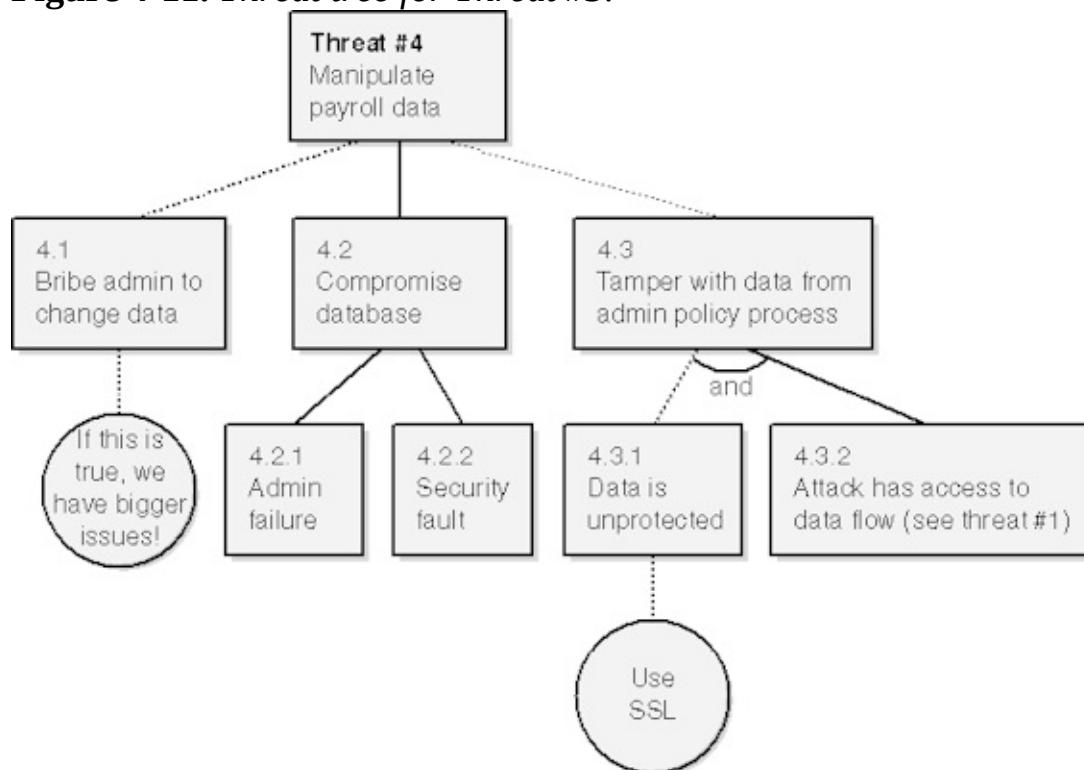 Figure Threat tree for Threat
Threat #4
Manipulate
payroll data
4.1
Bribe admin to
change data
4.2
Compromise
database
4.3
Tamper with data from
admin policy process
and
If this is
true, we
have bigger
issues!
4.2.1
Admin
failure
4.2.2
Security
fault
4.3.1
Data is
unprotected
4.3.2
Attack has access to
data flow (see threat #1)
Use
SSL